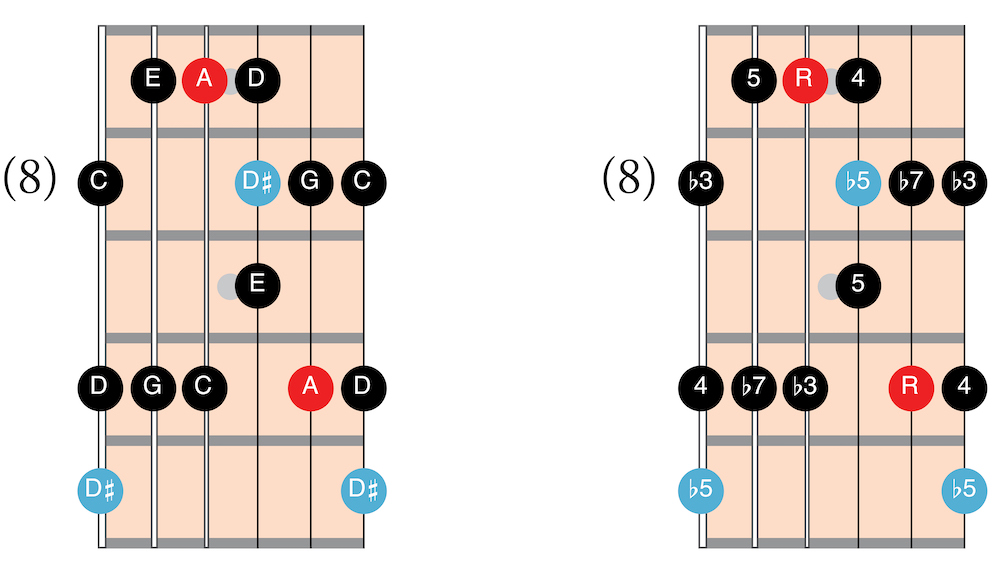 E A D 5 R 4
(8) C D♯ G C (8) ♭3 ♭5 ♭7 ♭3
E 5
D G C A D 4 ♭7 ♭3 R 4
D♯ D♯ ♭5 ♭5